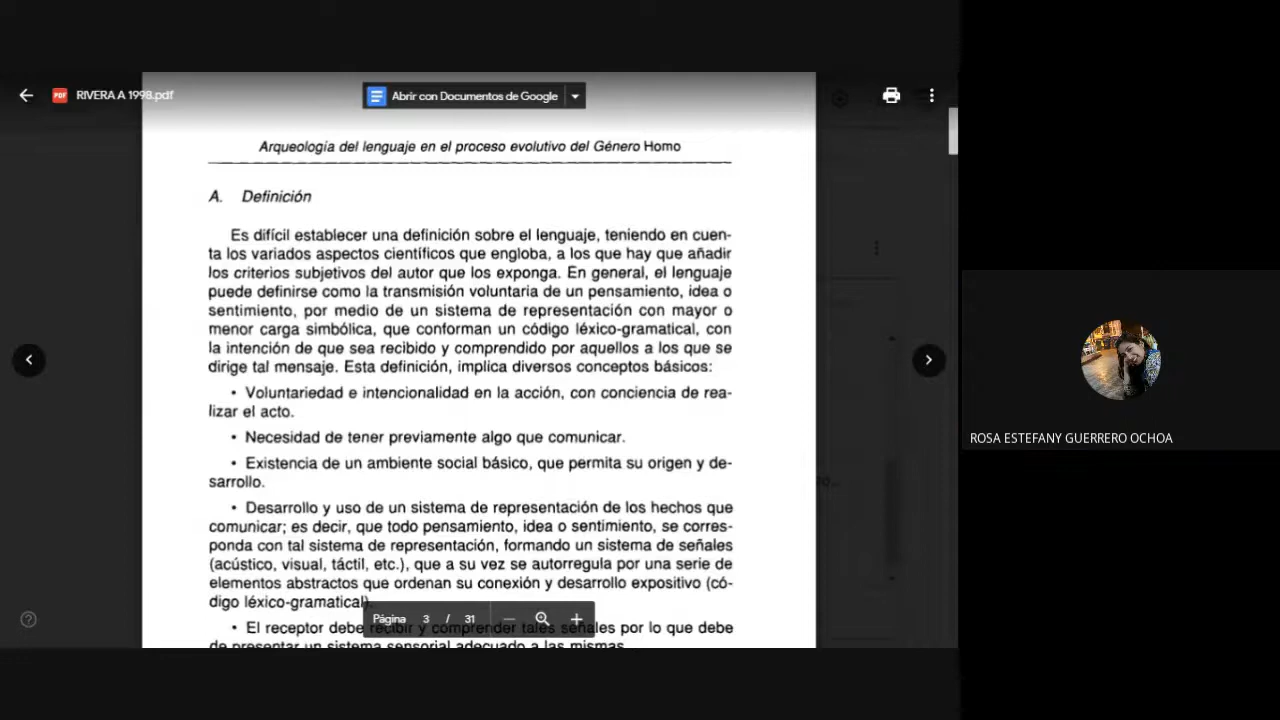 PDF RIVERA A 1998.pdf
Abrir con Documentos de Google
Arqueología del lenguaje en el proceso evolutivo del Género Homo
A. Definición
Es difícil establecer una definición sobre el lenguaje, teniendo en cuen-
ta los variados aspectos científicos que engloba, a los que hay que añadir
los criterios subjetivos del autor que los exponga. En general, el lenguaje
puede definirse como la transmisión voluntaria de un pensamiento, idea o
sentimiento, por medio de un sistema de representación con mayor o
menor carga simbólica, que conforman un código léxico-gramatical, con
la intención de que sea recibido y comprendido por aquellos a los que se
dirige tal mensaje. Esta definición, implica diversos conceptos básicos:
• Voluntariedad e intencionalidad en la acción, con conciencia de rea-
lizar el acto.
• Necesidad de tener previamente algo que comunicar.
• Existencia de un ambiente social básico, que permita su origen y de-
sarrollo.
• Desarrollo y uso de un sistema de representación de los hechos que
comunicar; es decir, que todo pensamiento, idea o sentimiento, se corres-
ponda con tal sistema de representación, formando un sistema de señales
(acústico, visual, táctil, etc.), que a su vez se autorregula por una serie de
elementos abstractos que ordenan su conexión y desarrollo expositivo (có-
digo léxico-gramatical).
Página 3 / 31
• El receptor debe recibir y comprender tales señales por lo que debe
de presentar un sistema sensorial adecuado a las mismas.
ROSA ESTEFANY GUERRERO OCHOA